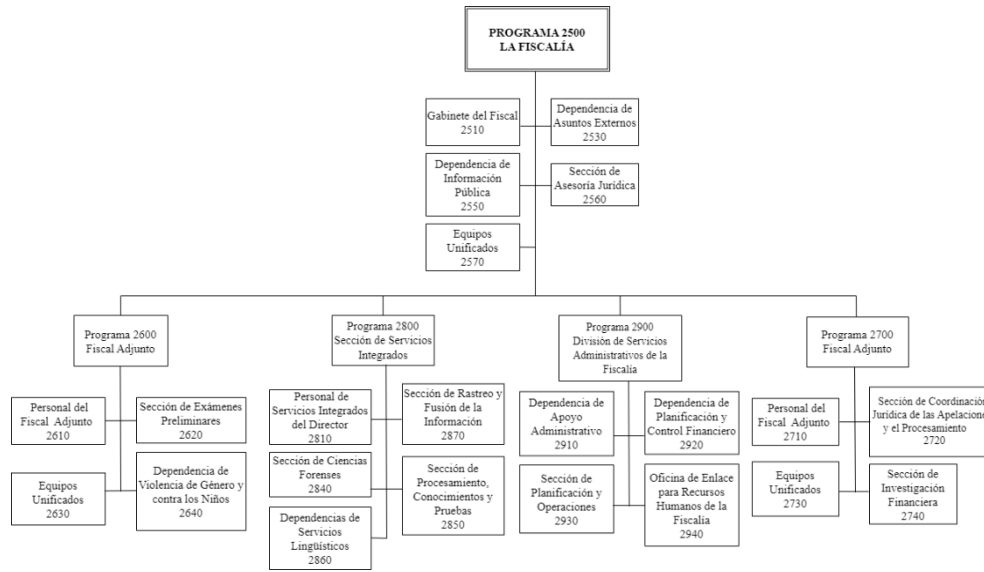 PROGRAMA 2500
LA FISCALÍA
Gabinete del Fiscal
2510
Dependencia de
Asuntos Externos
2530
Dependencia de
Información
Pública
2550
Sección de
Asesoría Jurídica
2560
Equipos
Unificados
2570
Programa 2600
Fiscal Adjunto
Programa 2800
Sección de Servicios
Integrados
Programa 2900
División de Servicios
Administrativos de la
Fiscalía
Programa 2700
Fiscal Adjunto
Personal del
Fiscal Adjunto
2610
Sección de Exámenes
Preliminares
2620
Equipos
Unificados
2630
Dependencia de
Violencia de Género y
contra los Niños
2640
Personal de
Servicios Integrados
del Director
2810
Sección de Rastreo y
Fusión de la
Información
2870
Sección de Ciencias
Forenses
2840
Sección de
Procesamiento,
Conocimientos y
Pruebas
2850
Dependencias de
Servicios
Lingüísticos
2860
Dependencia de
Apoyo
Administrativo
2910
Dependencia de
Planificación y
Control Financiero
2920
Sección de
Planificación y
Operaciones
2930
Oficina de Enlace
para Recursos
Humanos de la
Fiscalía
2940
Personal del
Fiscal Adjunto
2710
Sección de Coordinación
Jurídica de las Apelaciones
y el Procesamiento
2720
Equipos
Unificados
2730
Sección de
Investigación
Financiera
2740